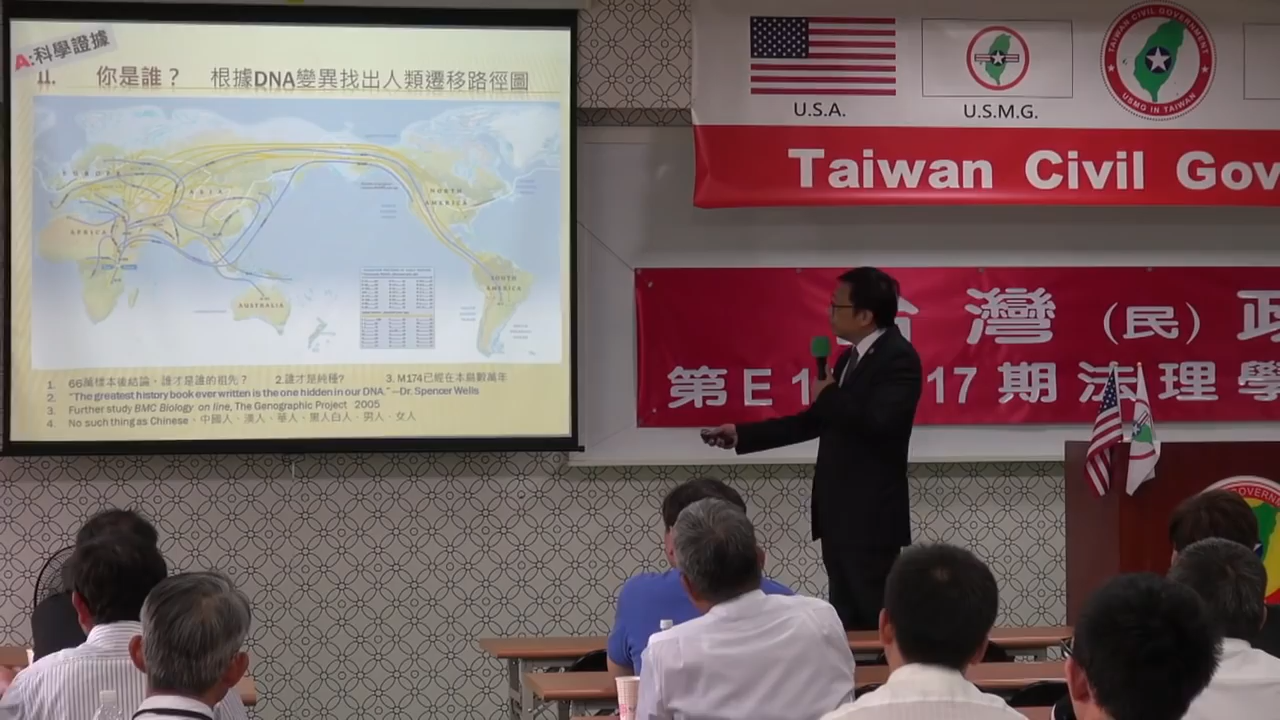 A:科學證據
II. 你是誰？ 根據DNA變異找出人類遷移路徑圖
EUROPE
ASIA
AFRICA
NORTH AMERICA
SOUTH AMERICA
AUSTRALIA
1. 66萬樣本後結論，誰才是誰的祖先？ 2.誰才是純種? 3. M174已經在本島數萬年
2. "The greatest history book ever written is the one hidden in our DNA." —Dr. Spencer Wells
3. Further study BMC Biology on line, The Genographic Project 2005
4. No such thing as Chinese、中國人、漢人、華人、黑人白人、男人、女人
U.S.A.
U.S.M.G.
TAIWAN CIVIL GOVERNMENT
USMG IN TAIWAN
Taiwan Civil Gov
灣（民）政
第E1 17期法理學